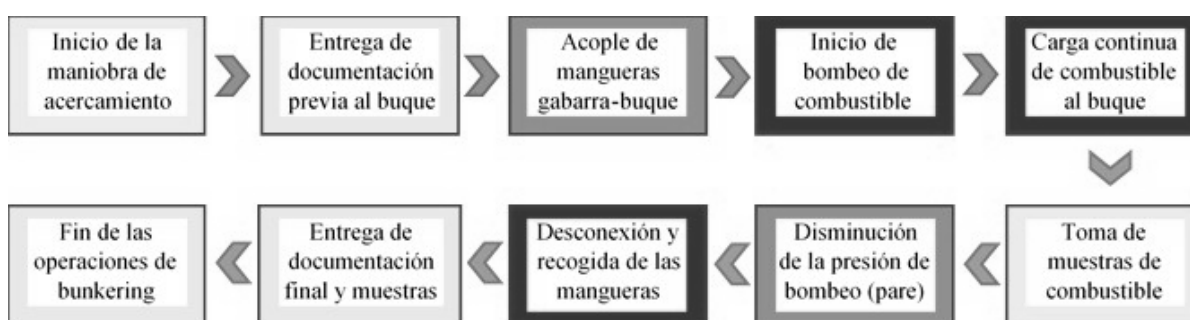 Inicio de la
maniobra de
acercamiento
Entrega de
documentación
previa al buque
Acople de
mangueras
gabarra-buque
Inicio de
bombeo de
combustible
Carga continua
de combustible
al buque
Toma de
muestras de
combustible
Disminución
de la presión de
bombeo (pare)
Desconexión y
recogida de las
mangueras
Entrega de
documentación
final y muestras
Fin de las
operaciones de
bunkering